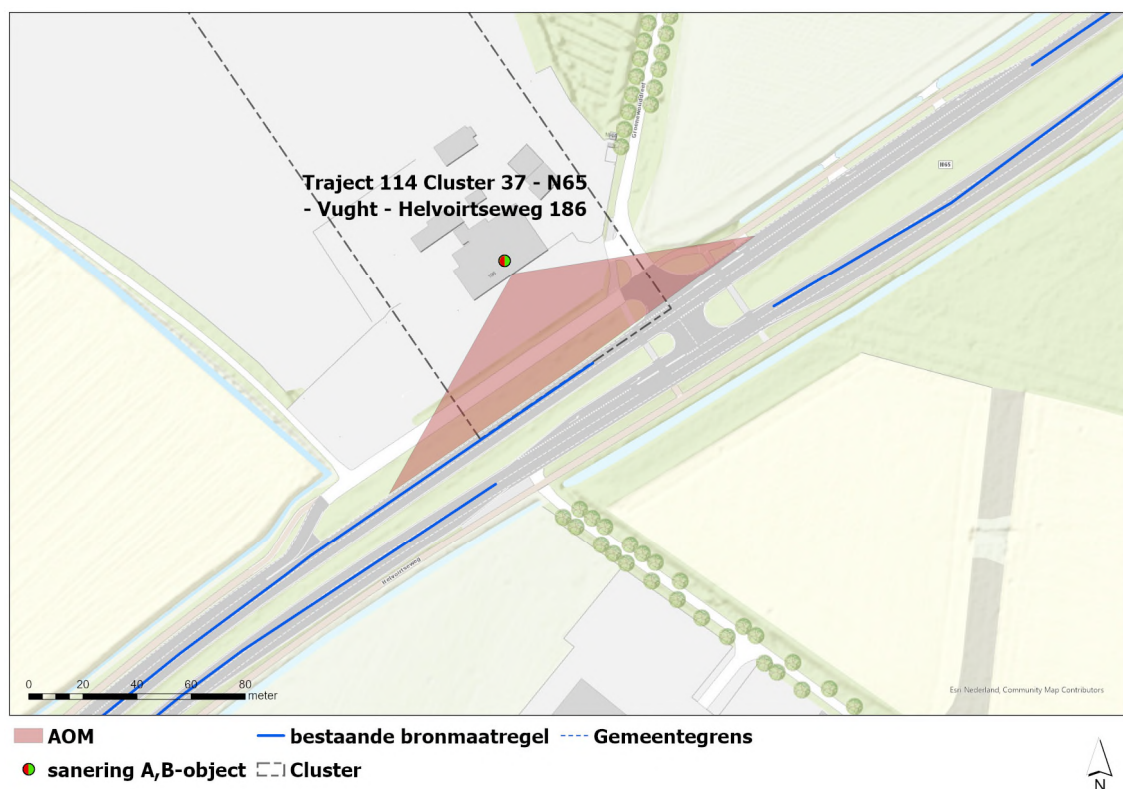 Groenewouddreef
N65
Traject 114 Cluster 37 - N65
- Vught - Helvoirtseweg 186
Helvoirtseweg
0 20 40 60 80
meter
Esri Nederland, Community Map Contributors
AOM
bestaande bronmaatregel
Gemeentegrens
sanering A,B-object
Cluster
N